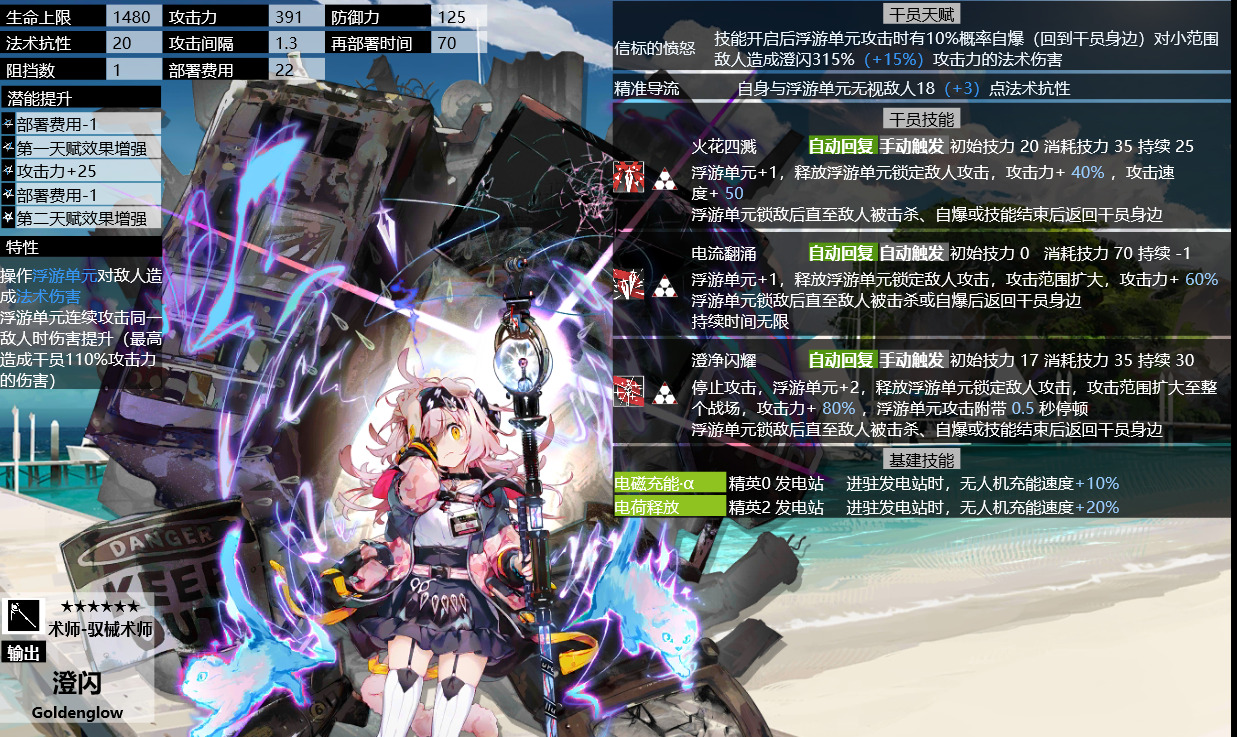 生命上限 1480 攻击力 391 防御力 125
法术抗性 20 攻击间隔 1.3 再部署时间 70
阻挡数 1 部署费用 22
潜能提升
部署费用-1
第一天赋效果增强
攻击力+25
部署费用-1
第二天赋效果增强
特性
操作浮游单元对敌人造
成法术伤害
浮游单元连续攻击同一
敌人时伤害提升（最高
造成干员110%攻击力
的伤害）
DANGER
KEEP
OUT
★★★★★★
术师-驭械术师
输出
澄闪
Goldenglow
干员天赋
信标的愤怒 技能开启后浮游单元攻击时有10%概率自爆（回到干员身边）对小范围
敌人造成澄闪315%（+15%）攻击力的法术伤害
精准导流 自身与浮游单元无视敌人18（+3）点法术抗性
干员技能
火花四溅 自动回复 手动触发 初始技力 20 消耗技力 35 持续 25
浮游单元+1，释放浮游单元锁定敌人攻击，攻击力+ 40% ，攻击速
度+ 50
浮游单元锁敌后直至敌人被击杀、自爆或技能结束后返回干员身边
电流翻涌 自动回复 自动触发 初始技力 0 消耗技力 70 持续 -1
浮游单元+1，释放浮游单元锁定敌人攻击，攻击范围扩大，攻击力+ 60%
浮游单元锁敌后直至敌人被击杀或自爆后返回干员身边
持续时间无限
澄净闪耀 自动回复 手动触发 初始技力 17 消耗技力 35 持续 30
停止攻击，浮游单元+2，释放浮游单元锁定敌人攻击，攻击范围扩大至整
个战场，攻击力+ 80% ，浮游单元攻击附带 0.5 秒停顿
浮游单元锁敌后直至敌人被击杀、自爆或技能结束后返回干员身边
基建技能
电磁充能·α 精英0 发电站 进驻发电站时，无人机充能速度+10%
电荷释放 精英2 发电站 进驻发电站时，无人机充能速度+20%